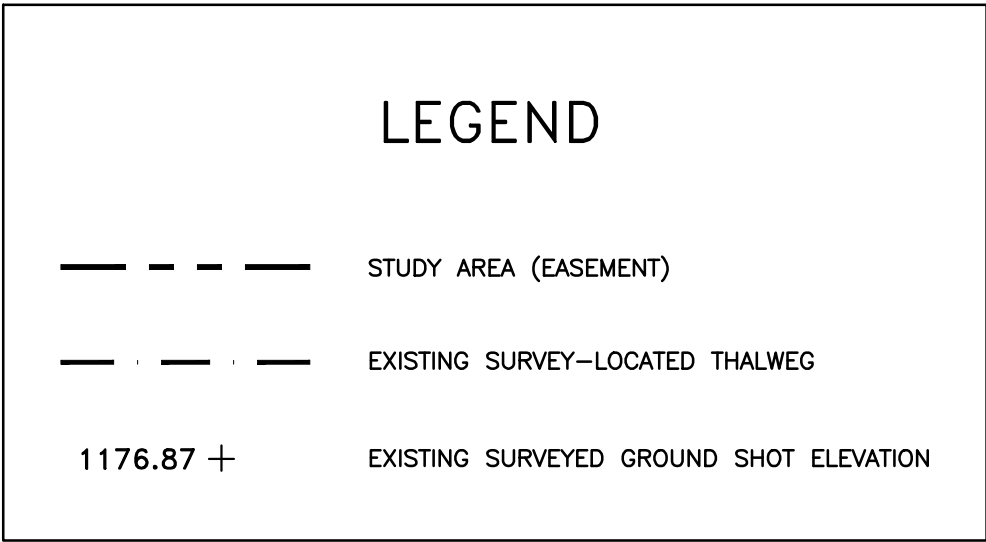 LEGEND
STUDY AREA (EASEMENT)
EXISTING SURVEY-LOCATED THALWEG
1176.87 + EXISTING SURVEYED GROUND SHOT ELEVATION